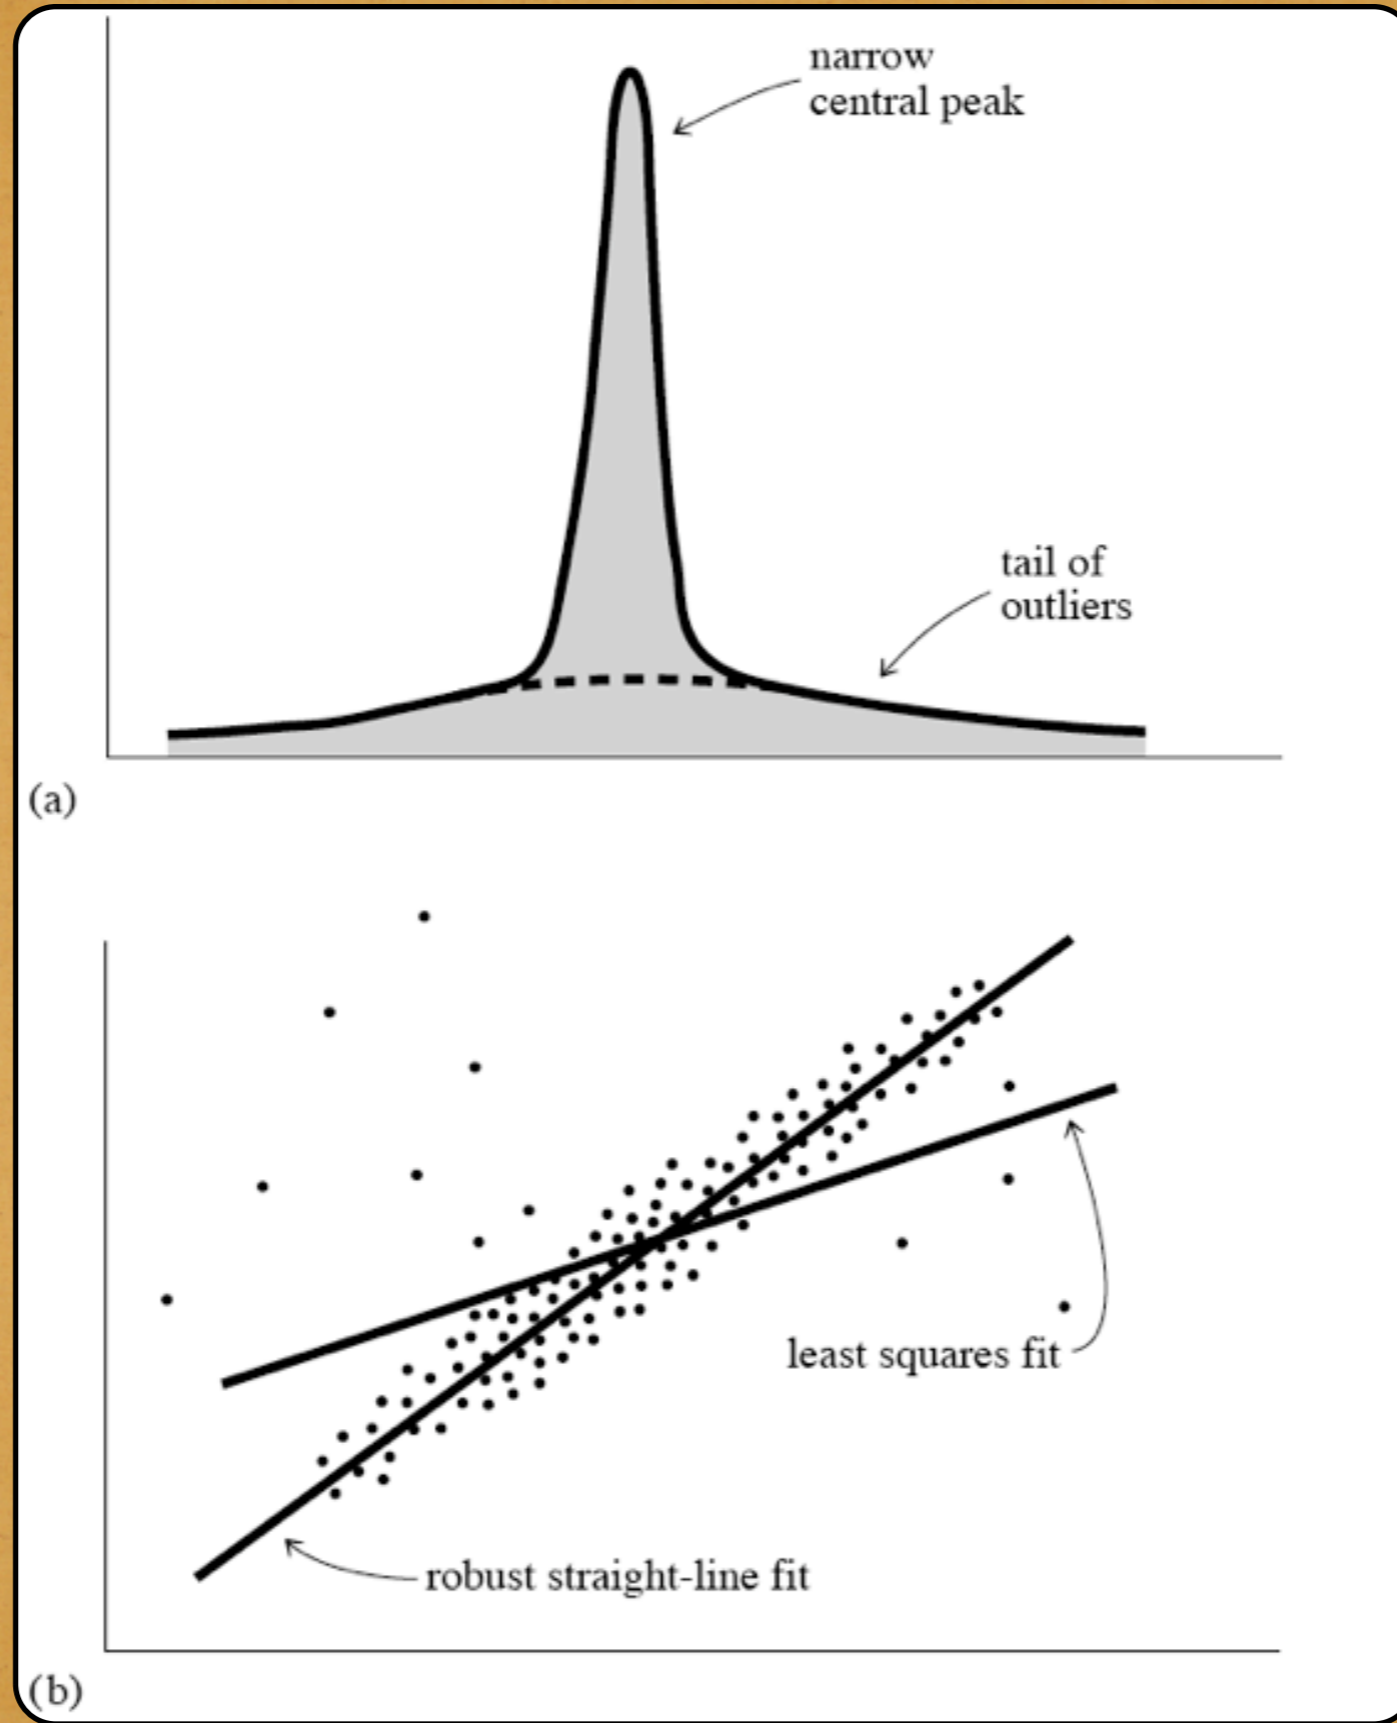 narrow
central peak
tail of
outliers
(a)
least squares fit
robust straight-line fit
(b)